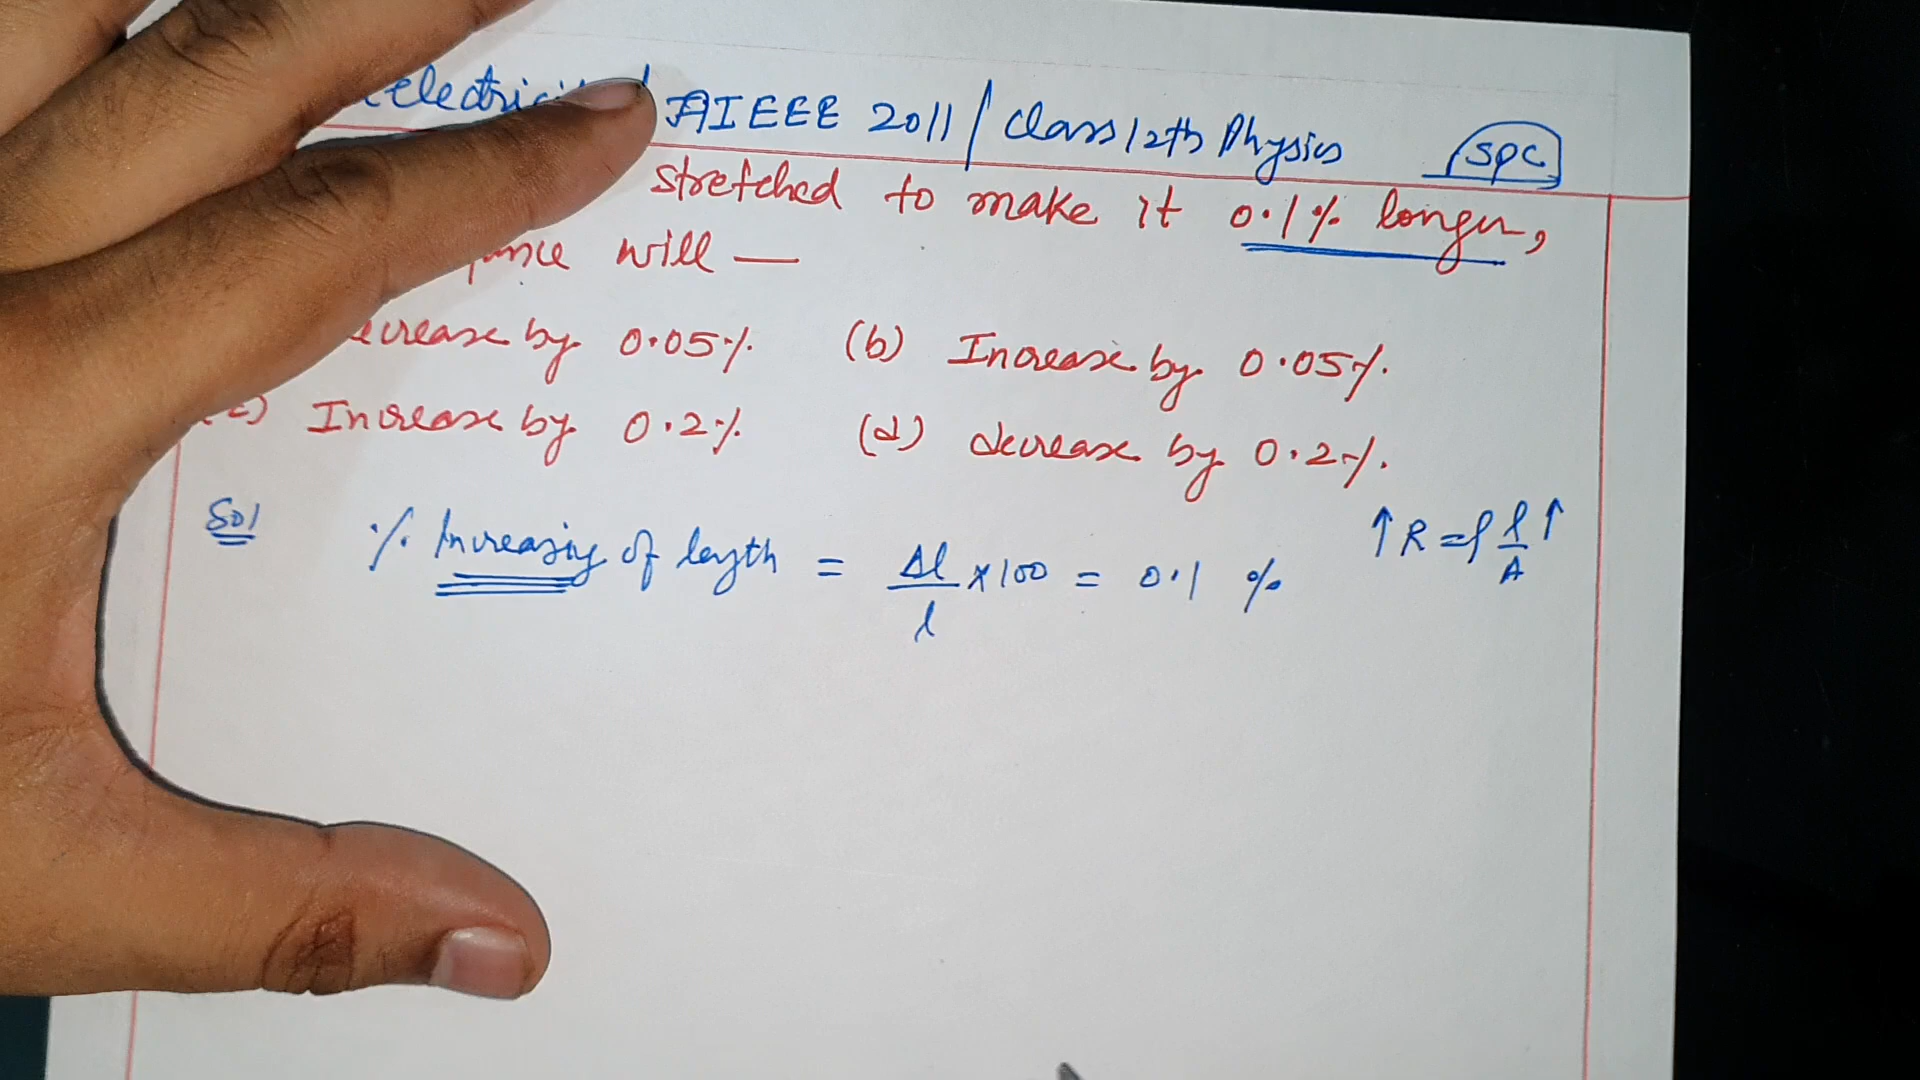 AIEEE 2011 / Class 12th Physics SPC
stretched to make it 0.1% longer,
will —
by 0.05%. (b) Increase by 0.05%.
(c) Increase by 0.2% (d) decrease by 0.2%.
Sol % Increasing of length = Δl/l × 100 = 0.1 % ↑R = ρ l↑/A